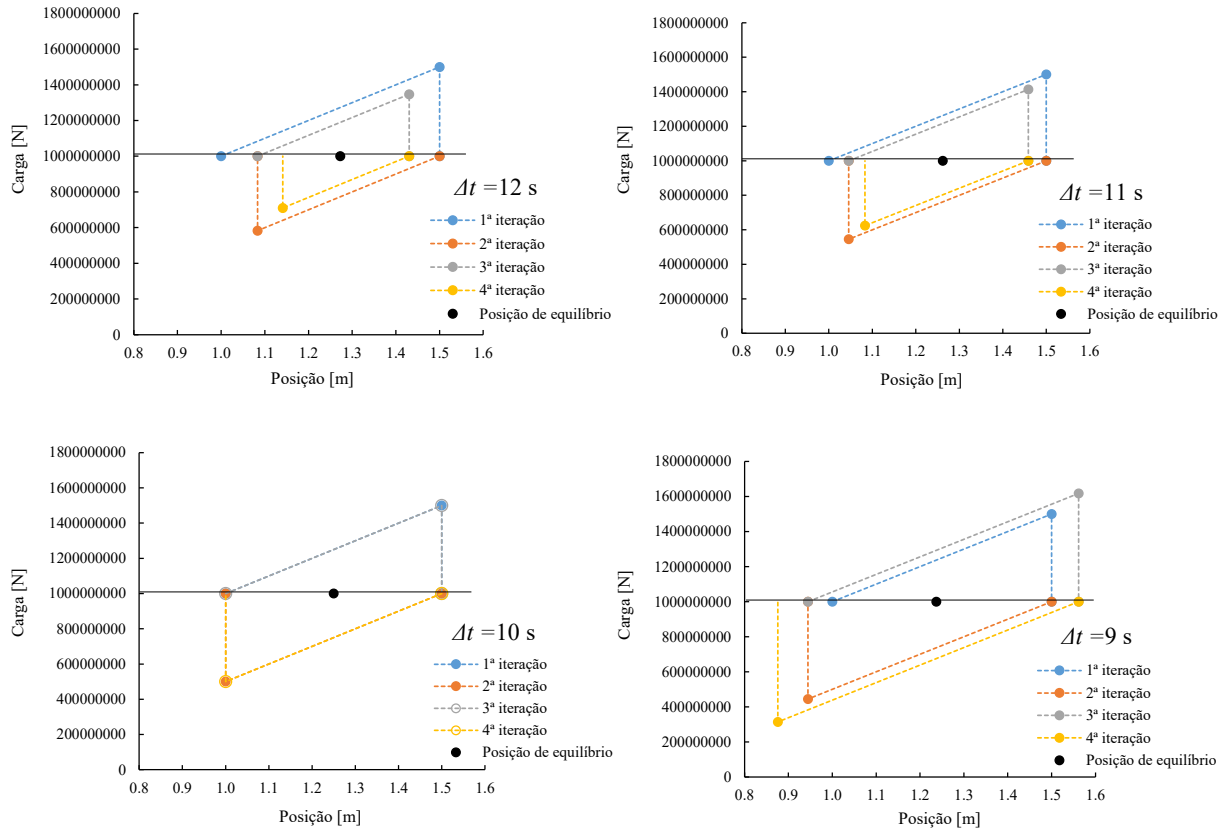 1800000000
1600000000
1400000000
1200000000
1000000000
800000000
600000000
400000000
200000000
0
Carga [N]
0.8 0.9 1.0 1.1 1.2 1.3 1.4 1.5 1.6
Posição [m]
Δt =12 s
1ª iteração
2ª iteração
3ª iteração
4ª iteração
Posição de equilíbrio
1800000000
1600000000
1400000000
1200000000
1000000000
800000000
600000000
400000000
200000000
0
Carga [N]
0.8 0.9 1.0 1.1 1.2 1.3 1.4 1.5 1.6
Posição [m]
Δt =11 s
1ª iteração
2ª iteração
3ª iteração
4ª iteração
Posição de equilíbrio
1800000000
1600000000
1400000000
1200000000
1000000000
800000000
600000000
400000000
200000000
0
Carga [N]
0.8 0.9 1.0 1.1 1.2 1.3 1.4 1.5 1.6
Posição [m]
Δt =10 s
1ª iteração
2ª iteração
3ª iteração
4ª iteração
Posição de equilíbrio
1800000000
1600000000
1400000000
1200000000
1000000000
800000000
600000000
400000000
200000000
0
Carga [N]
0.8 0.9 1.0 1.1 1.2 1.3 1.4 1.5 1.6
Posição [m]
Δt =9 s
1ª iteração
2ª iteração
3ª iteração
4ª iteração
Posição de equilíbrio